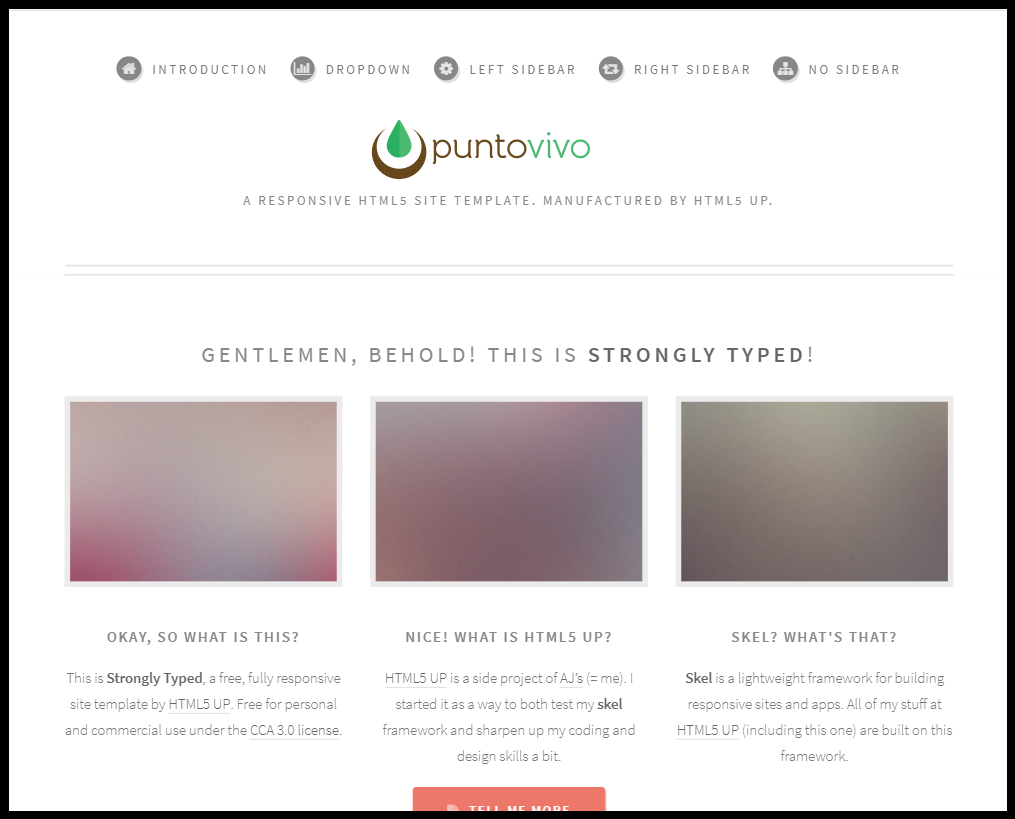 INTRODUCTION DROPDOWN LEFT SIDEBAR RIGHT SIDEBAR NO SIDEBAR
puntovivo
A RESPONSIVE HTML5 SITE TEMPLATE. MANUFACTURED BY HTML5 UP.
GENTLEMEN, BEHOLD! THIS IS STRONGLY TYPED!
OKAY, SO WHAT IS THIS?
This is Strongly Typed, a free, fully responsive
site template by HTML5 UP. Free for personal
and commercial use under the CCA 3.0 license.
NICE! WHAT IS HTML5 UP?
HTML5 UP is a side project of AJ’s (= me). I
started it as a way to both test my skel
framework and sharpen up my coding and
design skills a bit.
SKEL? WHAT'S THAT?
Skel is a lightweight framework for building
responsive sites and apps. All of my stuff at
HTML5 UP (including this one) are built on this
framework.
TELL ME MORE